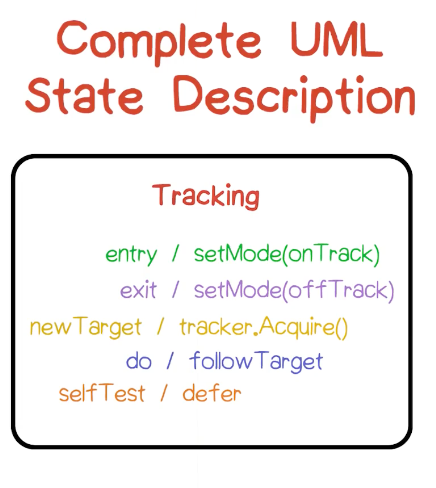 Complete UML
State Description
Tracking
entry / setMode(onTrack)
exit / setMode(offTrack)
newTarget / tracker.Acquire()
do / followTarget
selfTest / defer